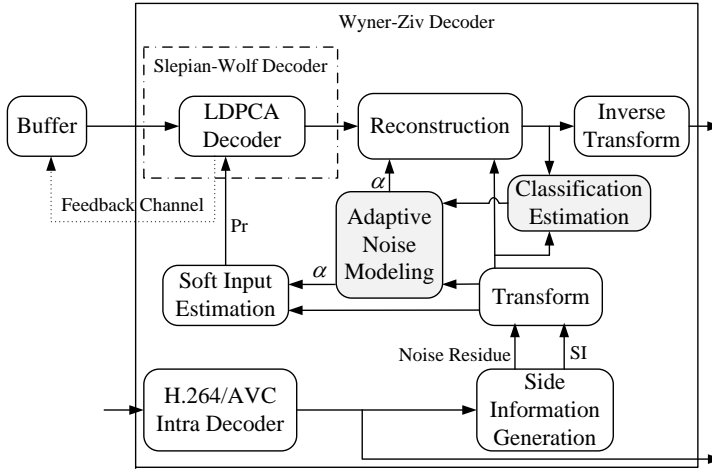 Wyner-Ziv Decoder
Slepian-Wolf Decoder
Buffer
LDPCA
Decoder
Reconstruction
Inverse
Transform
Feedback Channel
Pr
α
Classification
Estimation
Adaptive
Noise
Modeling
Soft Input
Estimation
α
Transform
Noise Residue
SI
H.264/AVC
Intra Decoder
Side
Information
Generation